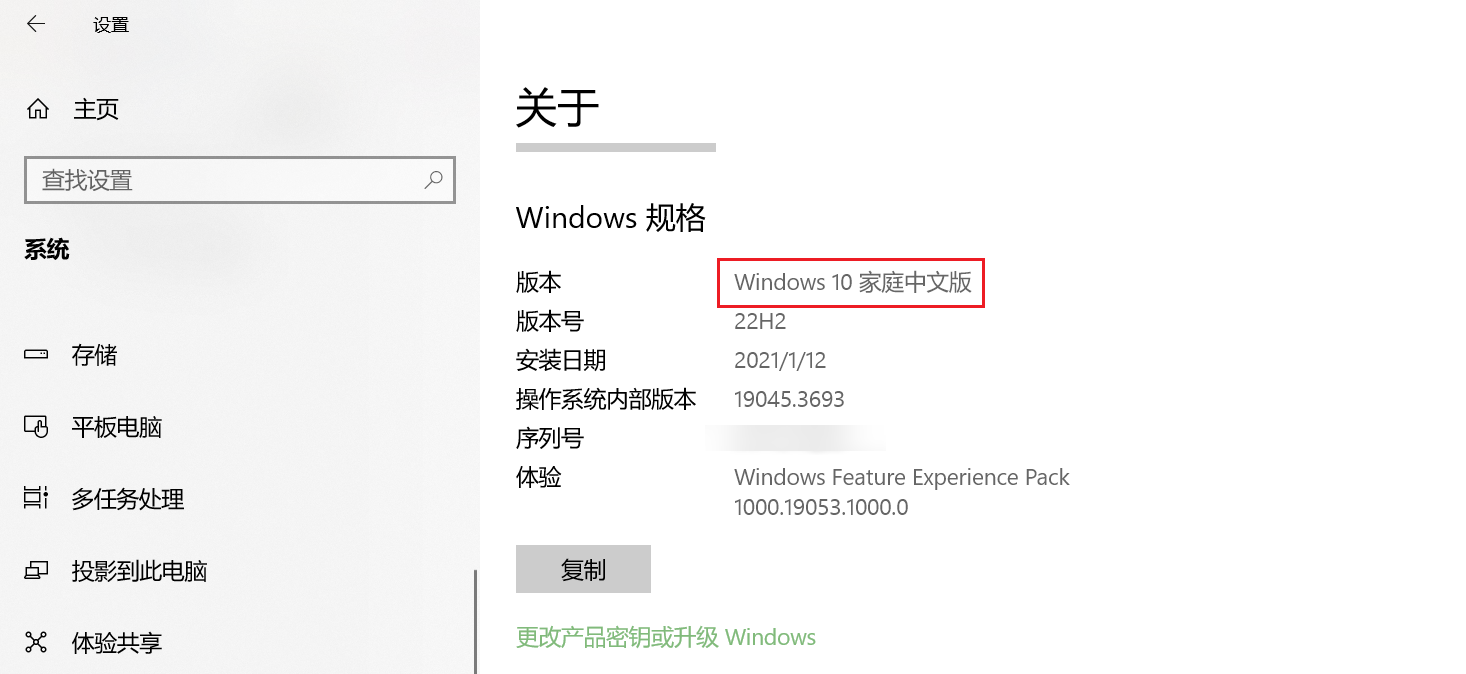 设置
主页
查找设置
系统
存储
平板电脑
多任务处理
投影到此电脑
体验共享
关于
Windows 规格
版本 Windows 10 家庭中文版
版本号 22H2
安装日期 2021/1/12
操作系统内部版本 19045.3693
序列号
体验 Windows Feature Experience Pack
1000.19053.1000.0
复制
更改产品密钥或升级 Windows